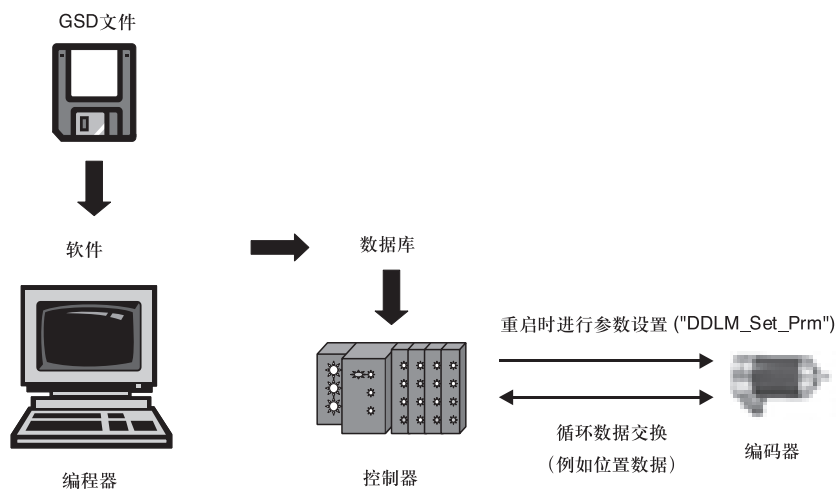 GSD文件
软件
数据库
重启时进行参数设置 ("DDLM_Set_Prm")
循环数据交换
（例如位置数据）
编程器
控制器
编码器